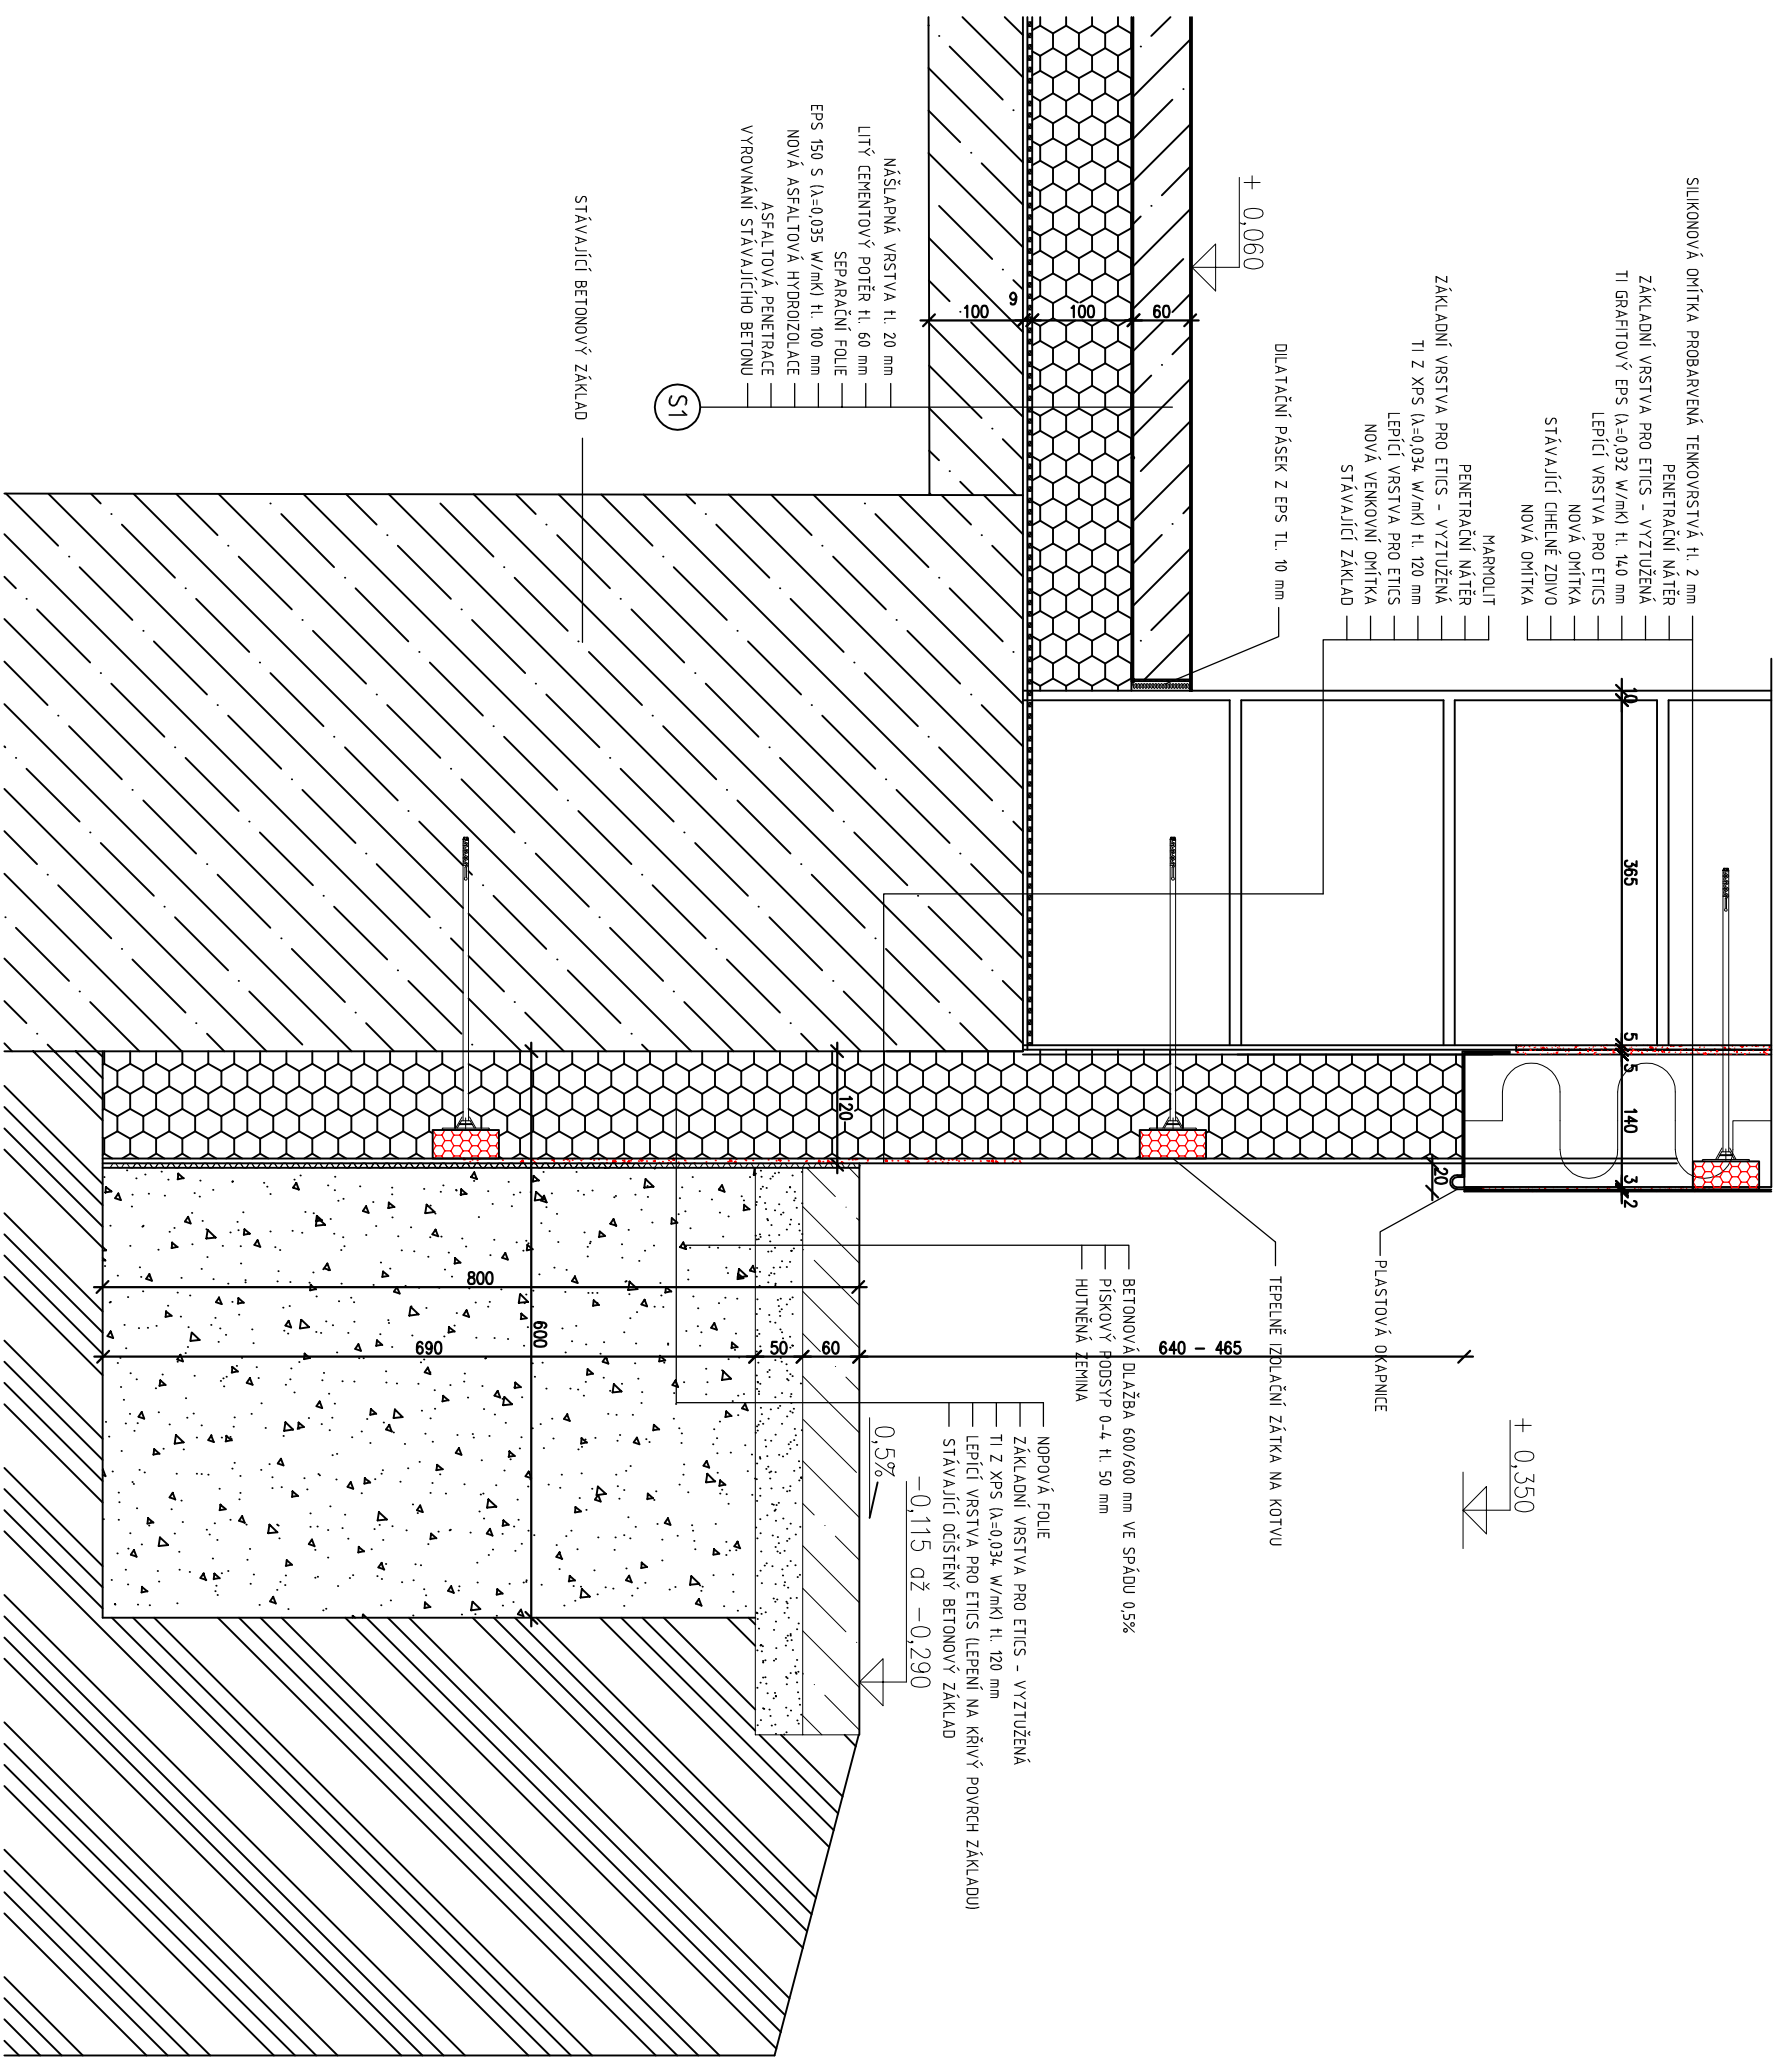 SILIKONOVÁ OMÍTKA PROBARVENÁ TENKOVRSTVÁ tl. 2 mm
PENETRAČNÍ NÁTĚR
ZÁKLADNÍ VRSTVA PRO ETICS - VYZTUŽENÁ
TI GRAFITOVÝ EPS (λ=0,032 W/mK) tl. 140 mm
LEPÍCÍ VRSTVA PRO ETICS
NOVÁ OMÍTKA
STÁVAJÍCÍ CIHELNÉ ZDIVO
NOVÁ OMÍTKA
MARMOLIT
PENETRAČNÍ NÁTĚR
ZÁKLADNÍ VRSTVA PRO ETICS - VYZTUŽENÁ
TI Z XPS (λ=0,034 W/mK) tl. 120 mm
LEPÍCÍ VRSTVA PRO ETICS
NOVÁ VENKOVNÍ OMÍTKA
STÁVAJÍCÍ ZÁKLAD
DILATAČNÍ PÁSEK Z EPS TL. 10 mm
+ 0,060
10
365
5
5
140
3
2
20
+ 0,350
PLASTOVÁ OKAPNICE
TEPELNĚ IZOLAČNÍ ZÁTKA NA KOTVU
640 - 465
60
100
9
100
NÁŠLAPNÁ VRSTVA tl. 20 mm
LITÝ CEMENTOVÝ POTĚR tl. 60 mm
SEPARAČNÍ FOLIE
EPS 150 S (λ=0,035 W/mK) tl. 100 mm
NOVÁ ASFALTOVÁ HYDROIZOLACE
ASFALTOVÁ PENETRACE
VYROVNÁNÍ STÁVAJÍCÍHO BETONU
S1
STÁVAJÍCÍ BETONOVÝ ZÁKLAD
BETONOVÁ DLAŽBA 600/600 mm VE SPÁDU 0,5%
PÍSKOVÝ PODSYP 0-4 tl. 50 mm
HUTNĚNÁ ZEMINA
NOPOVÁ FOLIE
ZÁKLADNÍ VRSTVA PRO ETICS - VYZTUŽENÁ
TI Z XPS (λ=0,034 W/mK) tl. 120 mm
LEPÍCÍ VRSTVA PRO ETICS (LEPENÍ NA KŘIVÝ POVRCH ZÁKLADU)
STÁVAJÍCÍ OČIŠTĚNÝ BETONOVÝ ZÁKLAD
-0,115 až -0,290
0,5%
120
60
50
690
800
600